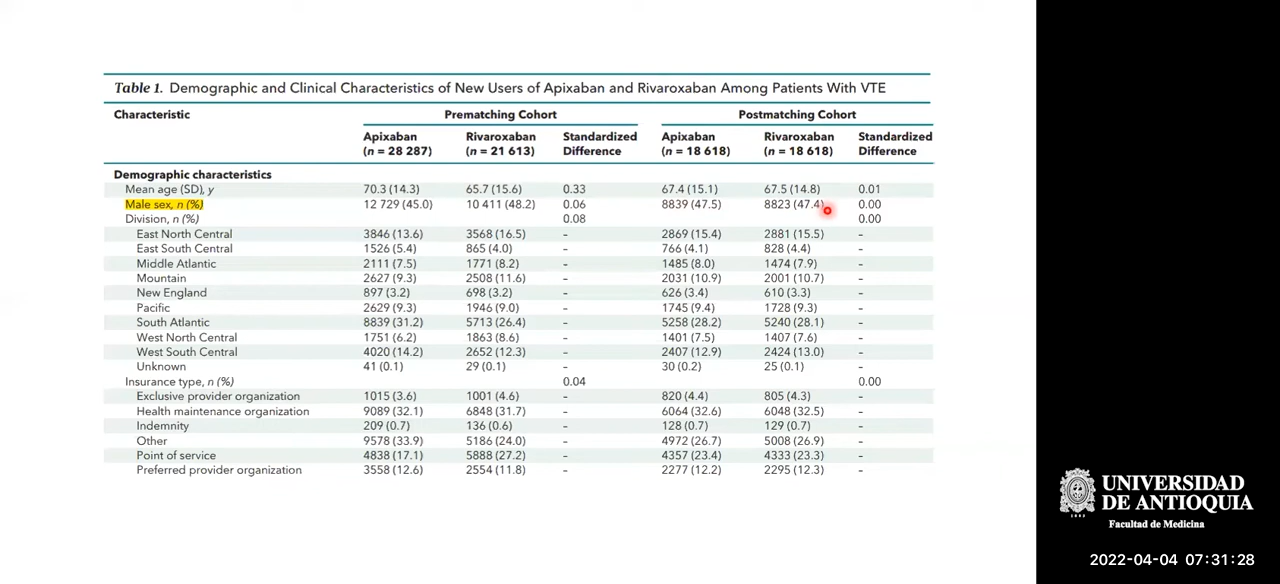 Table 1. Demographic and Clinical Characteristics of New Users of Apixaban and Rivaroxaban Among Patients With VTE
Characteristic Prematching Cohort Postmatching Cohort
Apixaban (n = 28 287) Rivaroxaban (n = 21 613) Standardized Difference Apixaban (n = 18 618) Rivaroxaban (n = 18 618) Standardized Difference
Demographic characteristics
Mean age (SD), y 70.3 (14.3) 65.7 (15.6) 0.33 67.4 (15.1) 67.5 (14.8) 0.01
Male sex, n (%) 12 729 (45.0) 10 411 (48.2) 0.06 8839 (47.5) 8823 (47.4) 0.00
Division, n (%) 0.08 0.00
East North Central 3846 (13.6) 3568 (16.5) – 2869 (15.4) 2881 (15.5) –
East South Central 1526 (5.4) 865 (4.0) – 766 (4.1) 828 (4.4) –
Middle Atlantic 2111 (7.5) 1771 (8.2) – 1485 (8.0) 1474 (7.9) –
Mountain 2627 (9.3) 2508 (11.6) – 2031 (10.9) 2001 (10.7) –
New England 897 (3.2) 698 (3.2) – 626 (3.4) 610 (3.3) –
Pacific 2629 (9.3) 1946 (9.0) – 1745 (9.4) 1728 (9.3) –
South Atlantic 8839 (31.2) 5713 (26.4) – 5258 (28.2) 5240 (28.1) –
West North Central 1751 (6.2) 1863 (8.6) – 1401 (7.5) 1407 (7.6) –
West South Central 4020 (14.2) 2652 (12.3) – 2407 (12.9) 2424 (13.0) –
Unknown 41 (0.1) 29 (0.1) – 30 (0.2) 25 (0.1) –
Insurance type, n (%) 0.04 0.00
Exclusive provider organization 1015 (3.6) 1001 (4.6) – 820 (4.4) 805 (4.3) –
Health maintenance organization 9089 (32.1) 6848 (31.7) – 6064 (32.6) 6048 (32.5) –
Indemnity 209 (0.7) 136 (0.6) – 128 (0.7) 129 (0.7) –
Other 9578 (33.9) 5186 (24.0) – 4972 (26.7) 5008 (26.9) –
Point of service 4838 (17.1) 5888 (27.2) – 4357 (23.4) 4333 (23.3) –
Preferred provider organization 3558 (12.6) 2554 (11.8) – 2277 (12.2) 2295 (12.3) –
UNIVERSIDAD
DE ANTIOQUIA
Facultad de Medicina
2022-04-04 07:31:28